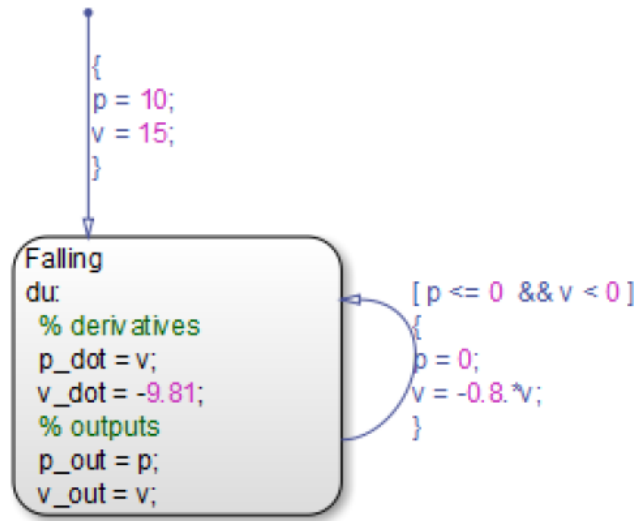 {
p = 10;
v = 15;
}
Falling
du:
% derivatives
p_dot = v;
v_dot = -9.81;
% outputs
p_out = p;
v_out = v;
[ p <= 0 && v < 0 ]
{
p = 0;
v = -0.8.*v;
}